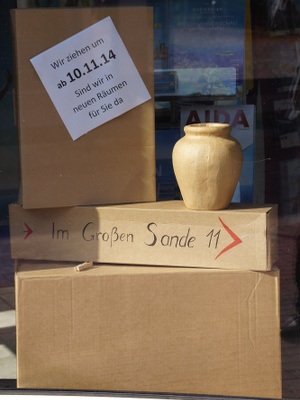 Wir ziehen um
ab 10.11.14
Sind wir in
neuen Räumen
für Sie da
AIDA
Im Großen Sande 11